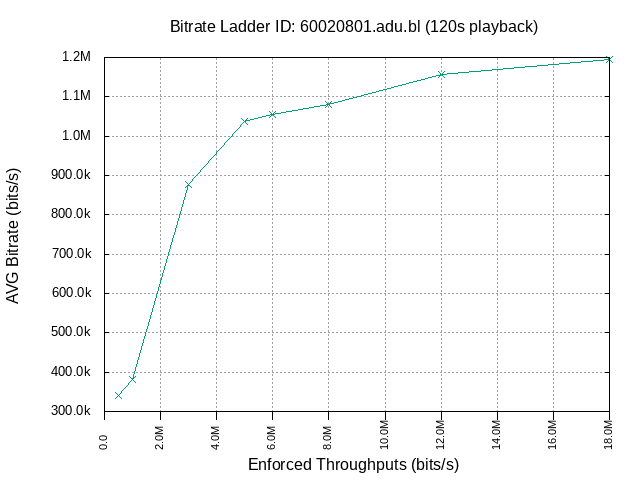 Bitrate Ladder ID: 60020801.adu.bl (120s playback)
1.2M
1.1M
1.0M
900.0k
800.0k
700.0k
600.0k
500.0k
400.0k
300.0k
AVG Bitrate (bits/s)
0.0
2.0M
4.0M
6.0M
8.0M
10.0M
12.0M
14.0M
16.0M
18.0M
Enforced Throughputs (bits/s)